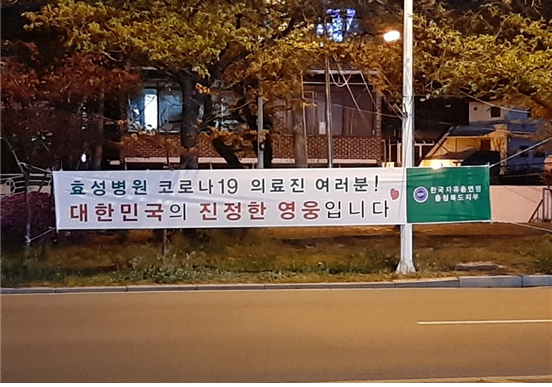 효성병원 코로나19 의료진 여러분!
대한민국의 진정한 영웅입니다
한국자유총연맹
충청북도지부